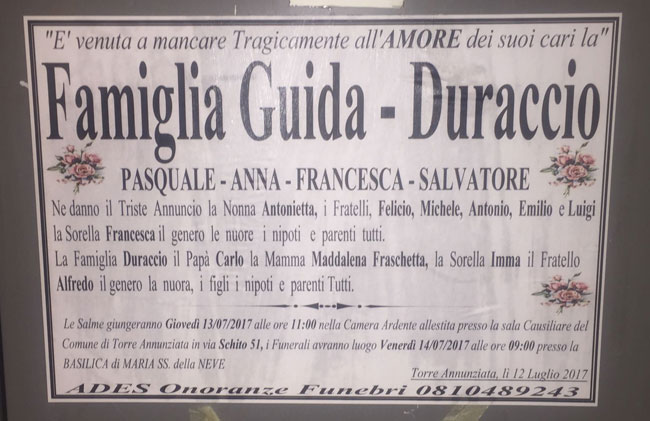 "E' venuta a mancare Tragicamente all'AMORE dei suoi cari la"
Famiglia Guida - Duraccio
PASQUALE - ANNA - FRANCESCA - SALVATORE
Ne danno il Triste Annuncio la Nonna Antonietta, i Fratelli, Felicio, Michele, Antonio, Emilio e Luigi
la Sorella Francesca il genero le nuore i nipoti e parenti tutti.
La Famiglia Duraccio il Papà Carlo la Mamma Maddalena Fraschetta, la Sorella Imma il Fratello
Alfredo il genero la nuora, i figli i nipoti e parenti Tutti.
Le Salme giungeranno Giovedì 13/07/2017 alle ore 11:00 nella Camera Ardente allestita presso la sala Causiliare del
Comune di Torre Annunziata in via Schito 51, i Funerali avranno luogo Venerdì 14/07/2017 alle ore 09:00 presso la
BASILICA di MARIA SS. della NEVE
Torre Annunziata, lì 12 Luglio 2017
ADES Onoranze Funebri 0810489243